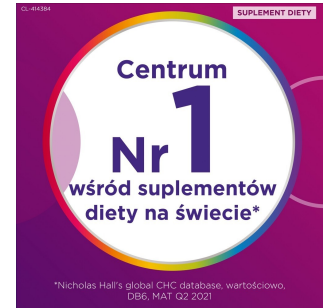 CL-414384
SUPLEMENT DIETY
Centrum
Nr 1
wśród suplementów
diety na świecie*
*Nicholas Hall's global CHC database, wartościowo,
DB6, MAT Q2 2021